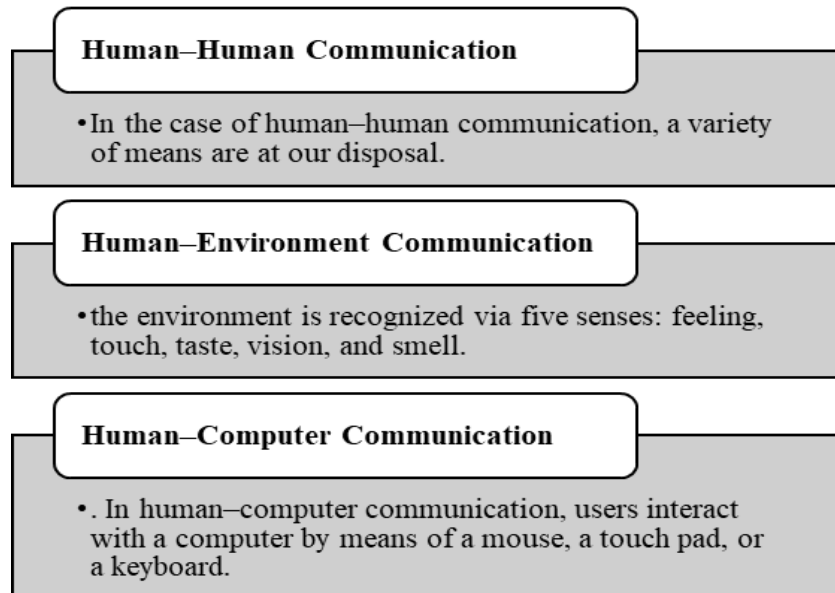 Human–Human Communication
•In the case of human–human communication, a variety
of means are at our disposal.
Human–Environment Communication
•the environment is recognized via five senses: feeling,
touch, taste, vision, and smell.
Human–Computer Communication
•. In human–computer communication, users interact
with a computer by means of a mouse, a touch pad, or
a keyboard.